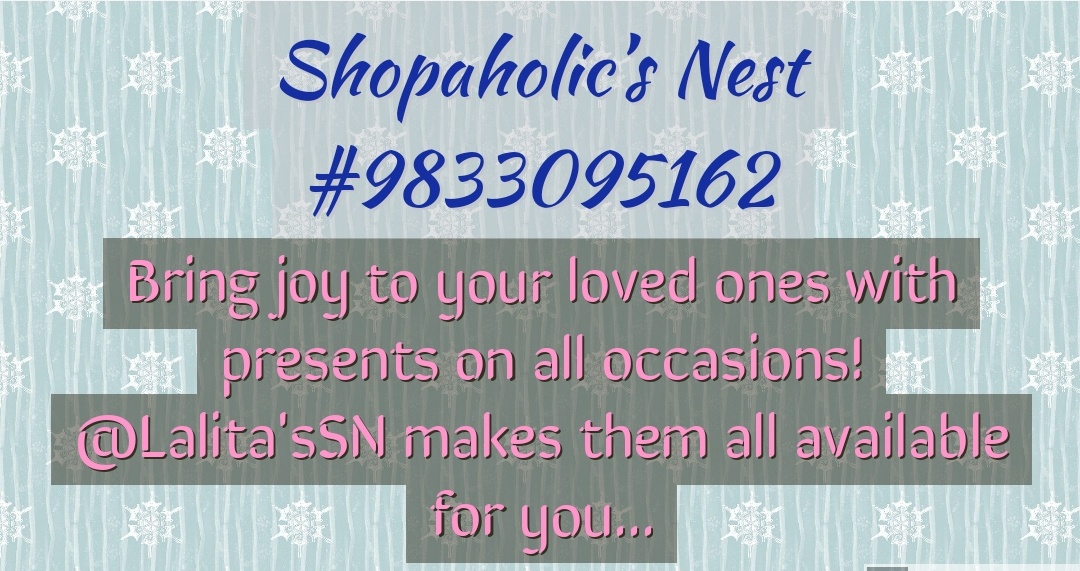 Shopaholic's Nest
#9833095162
Bring joy to your loved ones with
presents on all occasions!
@Lalita'sSN makes them all available
for you...